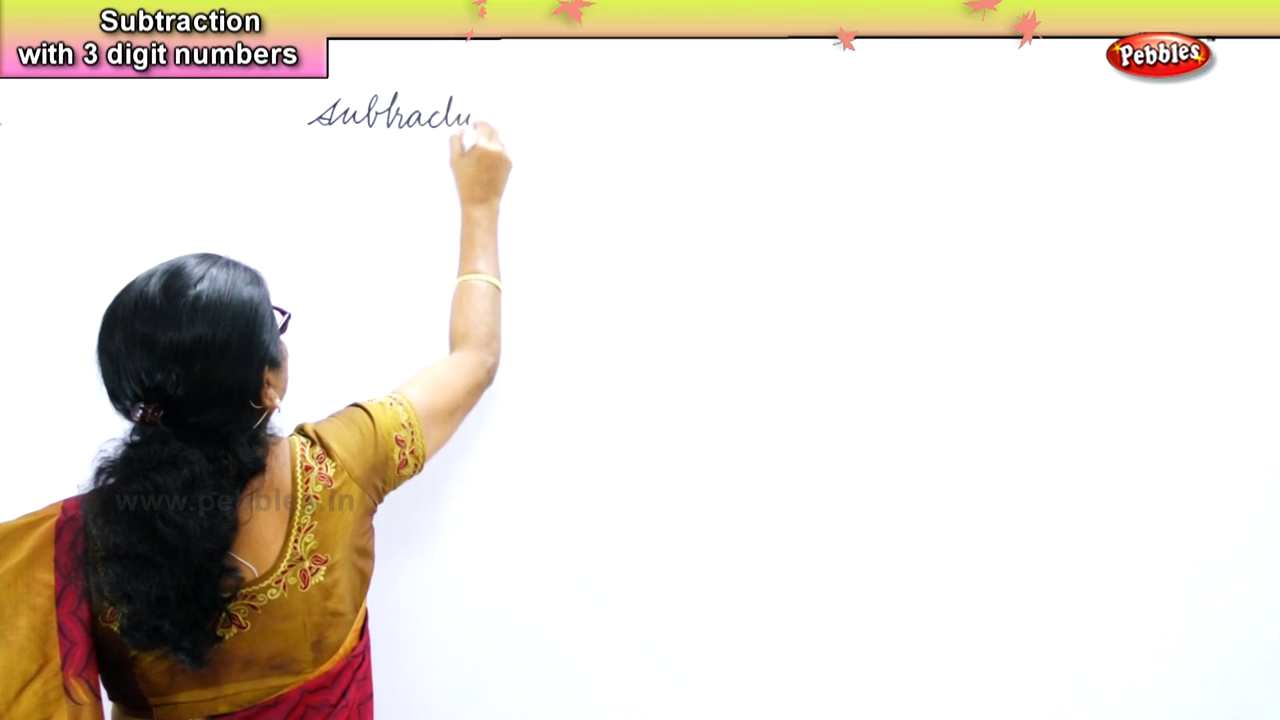 Subtraction
with 3 digit numbers
Pebbles
subtracti
www.pebbles.in